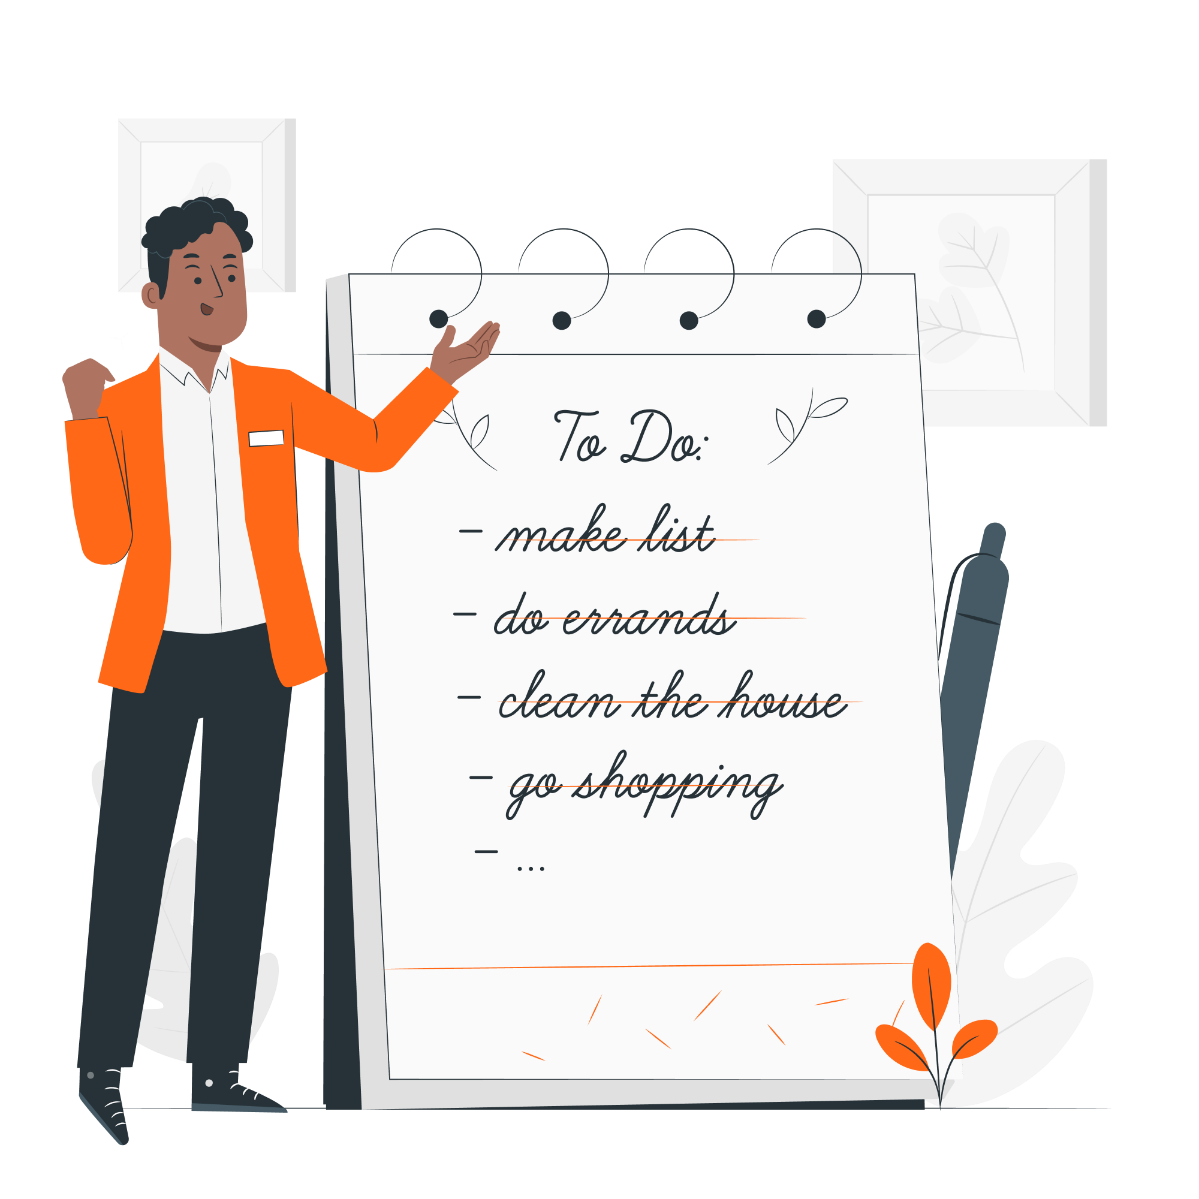 To Do:
- make list
- do errands
- clean the house
- go shopping
- ...